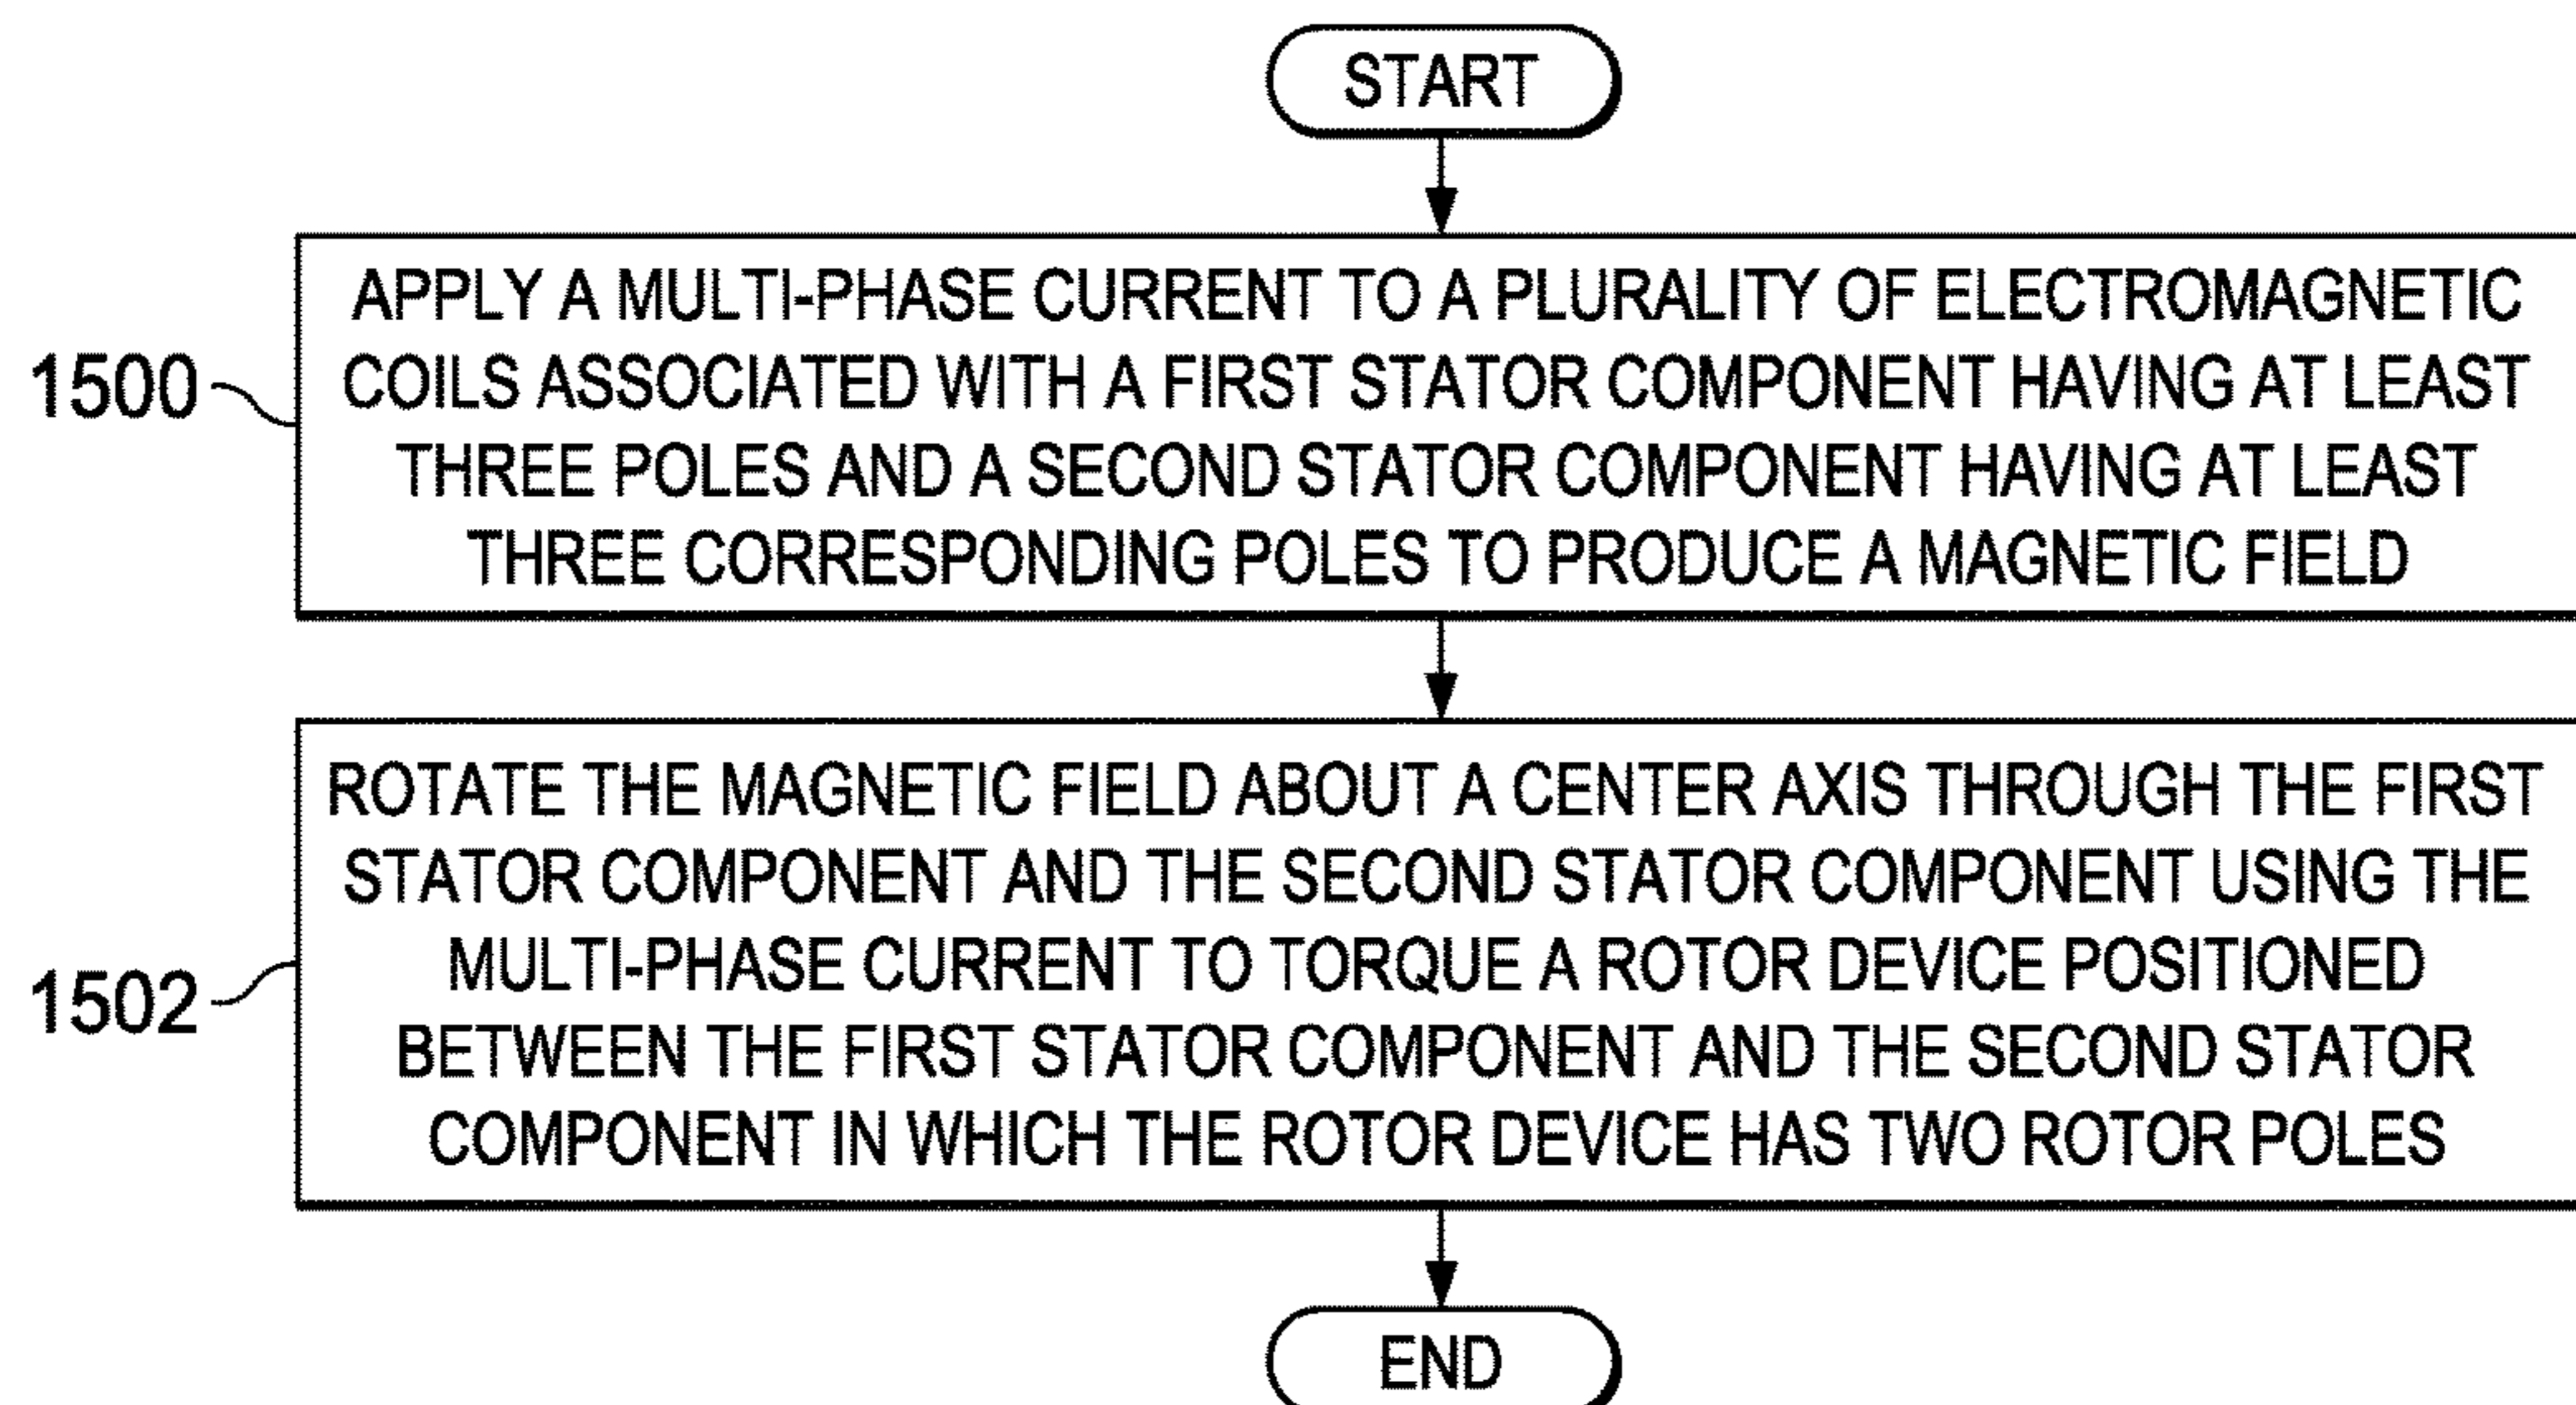 START
APPLY A MULTI-PHASE CURRENT TO A PLURALITY OF ELECTROMAGNETIC
COILS ASSOCIATED WITH A FIRST STATOR COMPONENT HAVING AT LEAST
THREE POLES AND A SECOND STATOR COMPONENT HAVING AT LEAST
THREE CORRESPONDING POLES TO PRODUCE A MAGNETIC FIELD
1500
ROTATE THE MAGNETIC FIELD ABOUT A CENTER AXIS THROUGH THE FIRST
STATOR COMPONENT AND THE SECOND STATOR COMPONENT USING THE
MULTI-PHASE CURRENT TO TORQUE A ROTOR DEVICE POSITIONED
BETWEEN THE FIRST STATOR COMPONENT AND THE SECOND STATOR
COMPONENT IN WHICH THE ROTOR DEVICE HAS TWO ROTOR POLES
1502
END